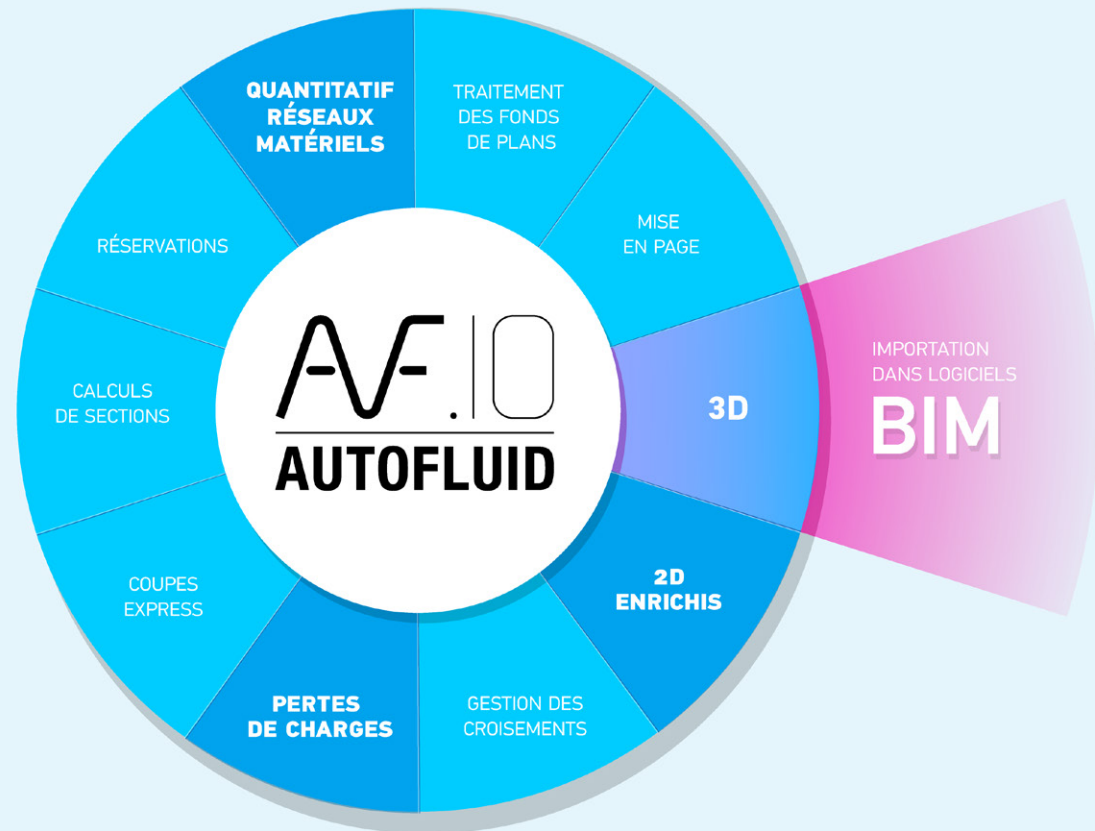 QUANTITATIF
RÉSEAUX
MATÉRIELS
TRAITEMENT
DES FONDS
DE PLANS
MISE
EN PAGE
3D
IMPORTATION
DANS LOGICIELS
BIM
2D
ENRICHIS
GESTION DES
CROISEMENTS
PERTES
DE CHARGES
COUPES
EXPRESS
CALCULS
DE SECTIONS
RÉSERVATIONS
AF.10
AUTOFLUID